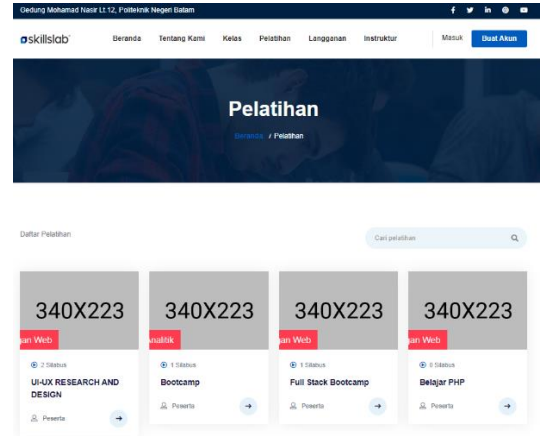 Gedung Mohamad Nasir Lt.12, Politeknik Negeri Batam
skillslab
Beranda Tentang Kami Kelas Pelatihan Langganan Instruktur Masuk Buat Akun
Pelatihan
Beranda / Pelatihan
Daftar Pelatihan
Cari pelatihan
340X223 340X223 340X223 340X223
an Web nalitik an Web an Web
2 Silabus 1 Silabus 1 Silabus 8 Silabus
UI-UX RESEARCH AND Bootcamp Full Stack Bootcamp Belajar PHP
DESIGN
Peserta Peserta Peserta
Peserta